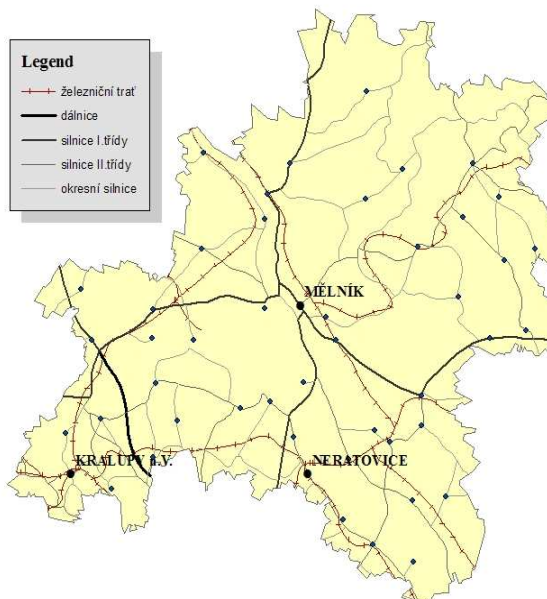 Legend
železniční trať
dálnice
silnice I.třídy
silnice II.třídy
okresní silnice
MĚLNÍK
KRALUPY n.V.
NERATOVICE